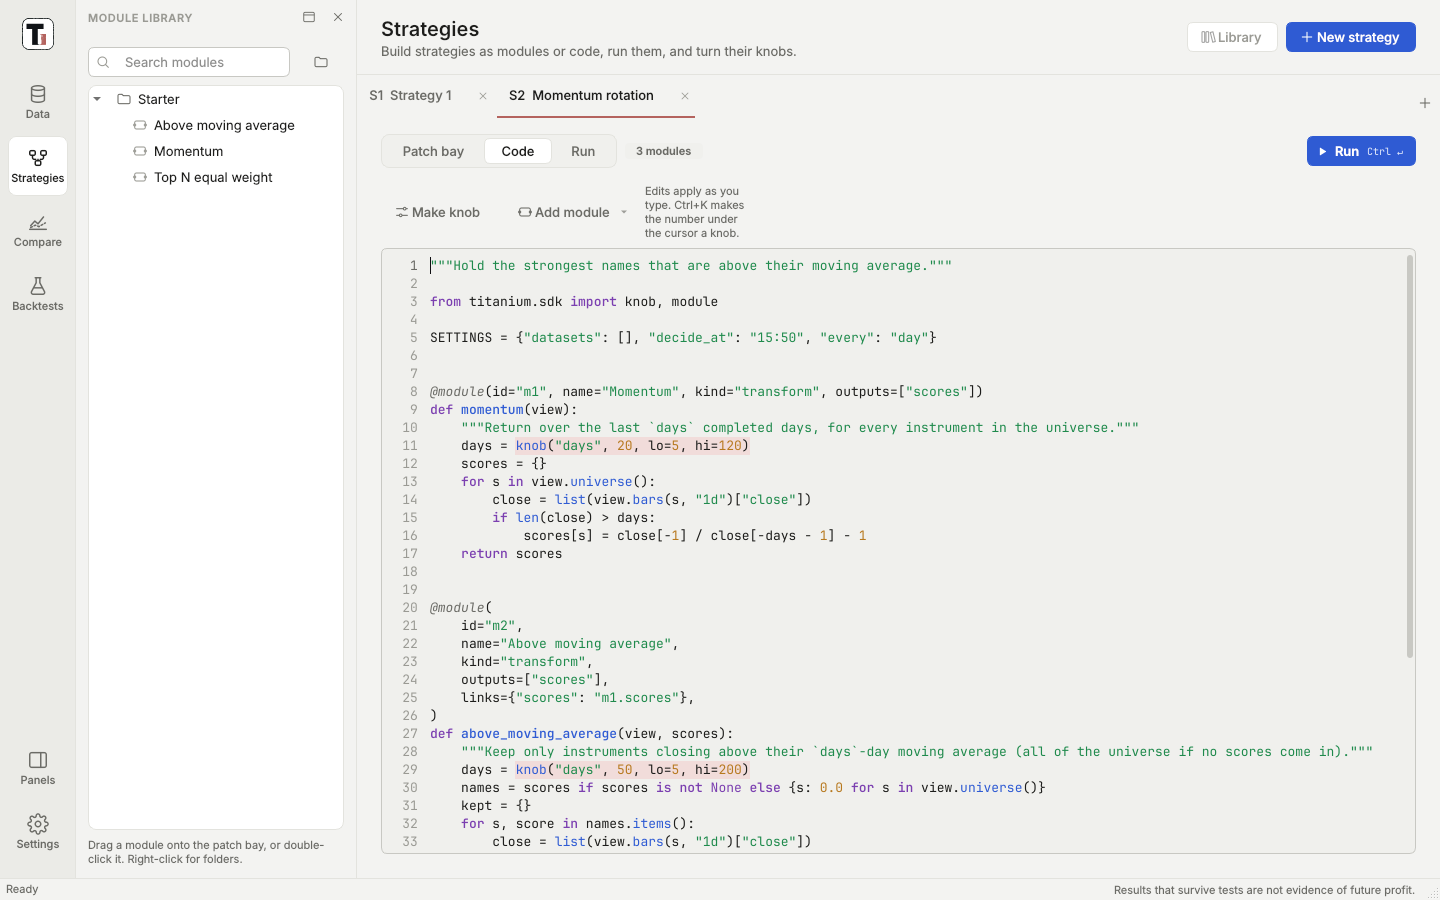 MODULE LIBRARY
Search modules
Starter
Above moving average
Momentum
Top N equal weight
Drag a module onto the patch bay, or double-
click it. Right-click for folders.
Ti
Data
Strategies
Compare
Backtests
Panels
Settings
Strategies
Build strategies as modules or code, run them, and turn their knobs.
Library
+ New strategy
S1 Strategy 1 ×
S2 Momentum rotation ×
+
Patch bay
Code
Run
3 modules
Run Ctrl ↵
Make knob
Add module
Edits apply as you
type. Ctrl+K makes
the number under
the cursor a knob.
1 """Hold the strongest names that are above their moving average."""
2
3 from titanium.sdk import knob, module
4
5 SETTINGS = {"datasets": [], "decide_at": "15:50", "every": "day"}
6
7
8 @module(id="m1", name="Momentum", kind="transform", outputs=["scores"])
9 def momentum(view):
10     """Return over the last `days` completed days, for every instrument in the universe."""
11     days = knob("days", 20, lo=5, hi=120)
12     scores = {}
13     for s in view.universe():
14         close = list(view.bars(s, "1d")["close"])
15         if len(close) > days:
16             scores[s] = close[-1] / close[-days - 1] - 1
17     return scores
18
19
20 @module(
21     id="m2",
22     name="Above moving average",
23     kind="transform",
24     outputs=["scores"],
25     links={"scores": "m1.scores"},
26 )
27 def above_moving_average(view, scores):
28     """Keep only instruments closing above their `days`-day moving average (all of the universe if no scores come in)."""
29     days = knob("days", 50, lo=5, hi=200)
30     names = scores if scores is not None else {s: 0.0 for s in view.universe()}
31     kept = {}
32     for s, score in names.items():
33         close = list(view.bars(s, "1d")["close"])
Ready
Results that survive tests are not evidence of future profit.